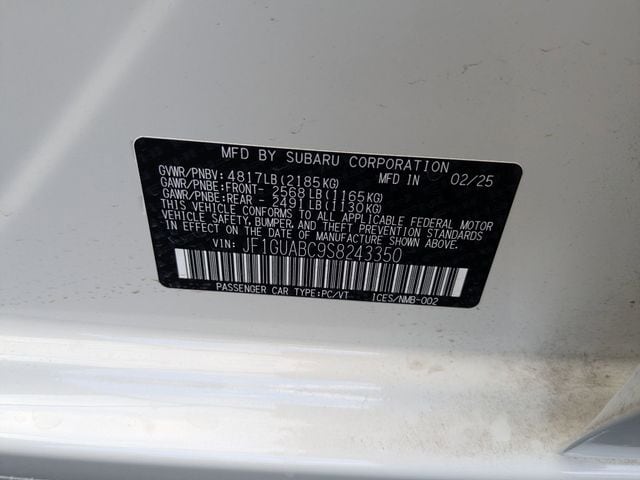 MFD BY SUBARU CORPORATION
GVWR/PNBV: 4817LB(2185KG) MFD IN 02/25
GAWR/PNBE: FRONT- 2568LB(1165KG)
GAWR/PNBE: REAR - 2491LB(1130KG)
THIS VEHICLE CONFORMS TO ALL APPLICABLE FEDERAL MOTOR
VEHICLE SAFETY, BUMPER, AND THEFT PREVENTION STANDARDS
IN EFFECT ON THE DATE OF MANUFACTURE SHOWN ABOVE.
VIN: JF1GUABC9S8243350
PASSENGER CAR TYPE:PC/VT ICES/NMB-002